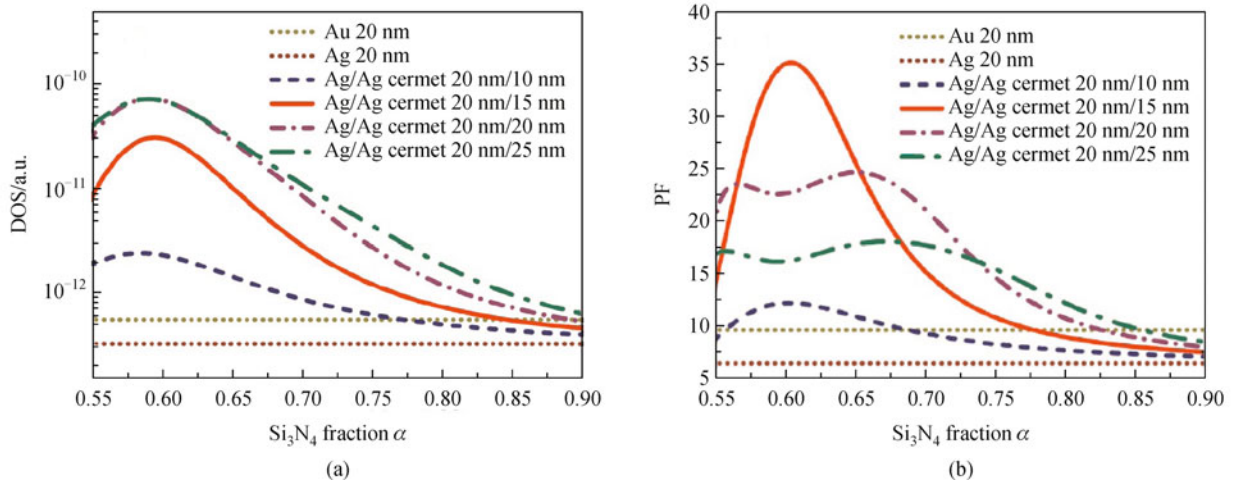 Au 20 nm
Ag 20 nm
Ag/Ag cermet 20 nm/10 nm
Ag/Ag cermet 20 nm/15 nm
Ag/Ag cermet 20 nm/20 nm
Ag/Ag cermet 20 nm/25 nm
DOS/a.u.
10⁻¹⁰
10⁻¹¹
10⁻¹²
0.55 0.60 0.65 0.70 0.75 0.80 0.85 0.90
Si₃N₄ fraction α
(a)
Au 20 nm
Ag 20 nm
Ag/Ag cermet 20 nm/10 nm
Ag/Ag cermet 20 nm/15 nm
Ag/Ag cermet 20 nm/20 nm
Ag/Ag cermet 20 nm/25 nm
PF
40
35
30
25
20
15
10
5
0.55 0.60 0.65 0.70 0.75 0.80 0.85 0.90
Si₃N₄ fraction α
(b)